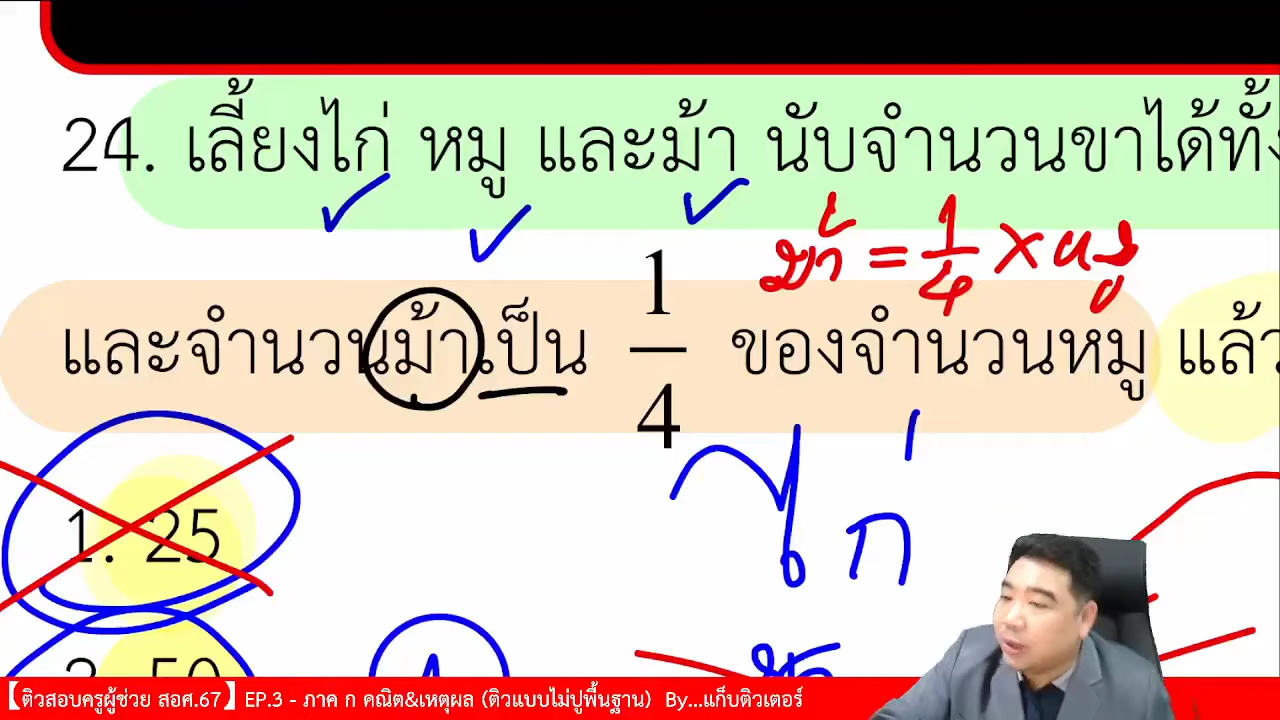 24. เลี้ยงไก่ หมู และม้า นับจำนวนขาได้ทั้ง
ม้า = 1/4 × หมู
และจำนวนม้าเป็น 1/4 ของจำนวนหมู แล้ว
1. 25
ไก่
2. 50
【ติวสอบครูผู้ช่วย สอศ.67】 EP.3 - ภาค ก คณิต&เหตุผล (ติวแบบไม่ปูพื้นฐาน) By...แก็บติวเตอร์